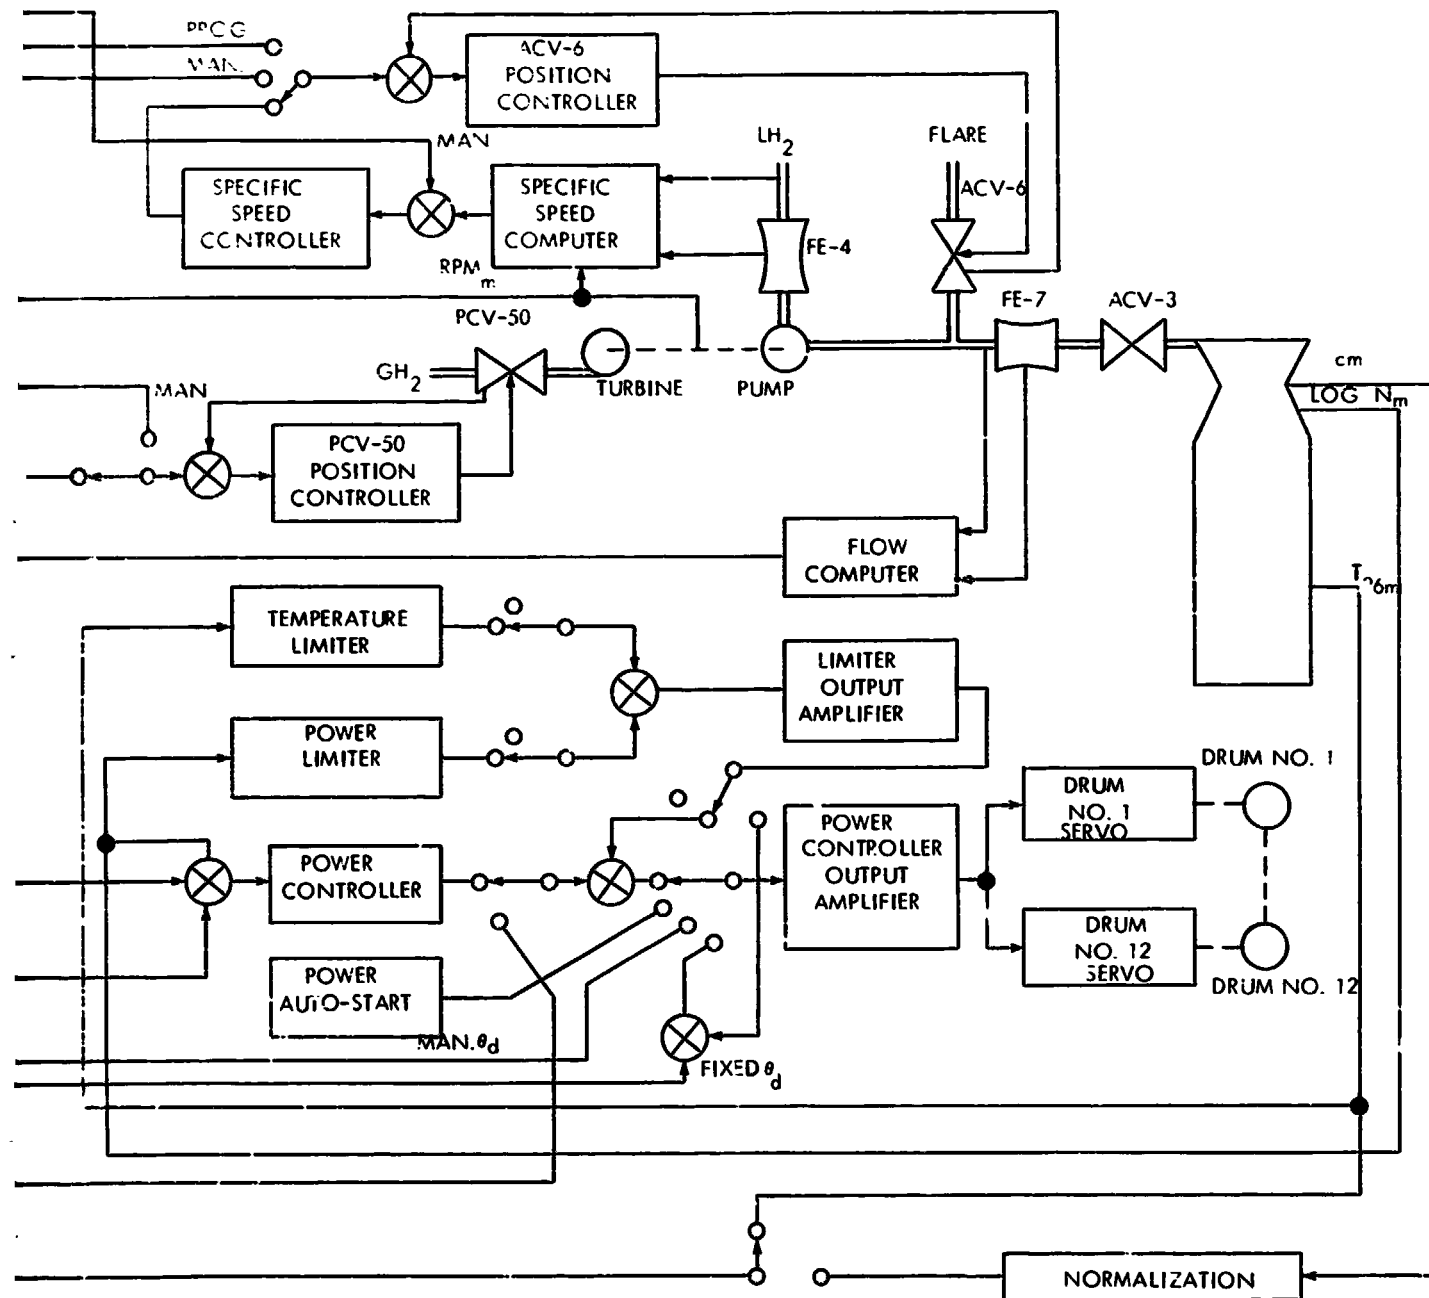 MAN.
ACV-6
POSITION
CONTROLLER
MAN
LH2
FLARE
ACV-6
SPECIFIC
SPEED
CONTROLLER
SPECIFIC
SPEED
COMPUTER
FE-4
RPMm
PCV-50
FE-7
ACV-3
GH2
TURBINE
PUMP
cm
LOG Nm
MAN
PCV-50
POSITION
CONTROLLER
FLOW
COMPUTER
TEMPERATURE
LIMITER
LIMITER
OUTPUT
AMPLIFIER
POWER
LIMITER
DRUM NO. 1
DRUM
NO. 1
SERVO
POWER
CONTROLLER
OUTPUT
AMPLIFIER
POWER
CONTROLLER
DRUM
NO. 12
SERVO
DRUM NO. 12
POWER
AUTO-START
MAN. θd
FIXED θd
NORMALIZATION